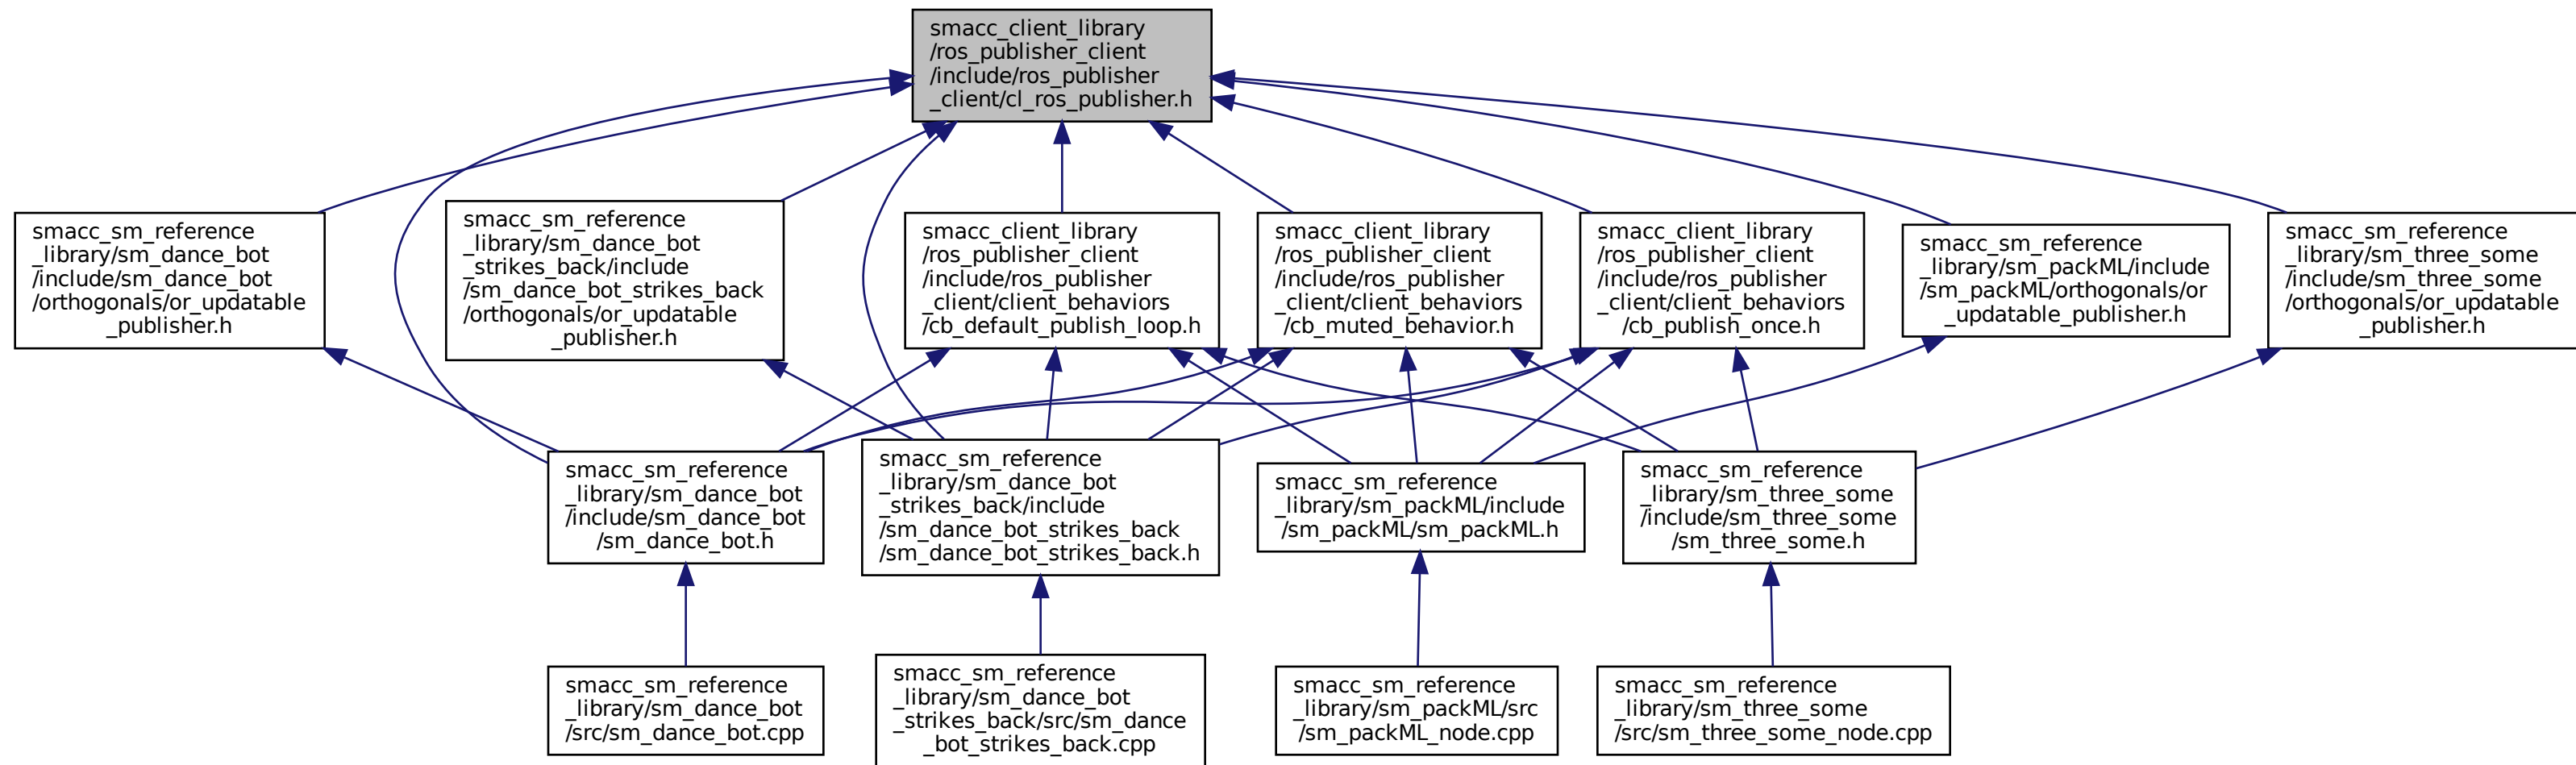 smacc_client_library
/ros_publisher_client
/include/ros_publisher
_client/cl_ros_publisher.h
smacc_sm_reference
_library/sm_dance_bot
/include/sm_dance_bot
/orthogonals/or_updatable
_publisher.h
smacc_sm_reference
_library/sm_dance_bot
_strikes_back/include
/sm_dance_bot_strikes_back
/orthogonals/or_updatable
_publisher.h
smacc_client_library
/ros_publisher_client
/include/ros_publisher
_client/client_behaviors
/cb_default_publish_loop.h
smacc_client_library
/ros_publisher_client
/include/ros_publisher
_client/client_behaviors
/cb_muted_behavior.h
smacc_client_library
/ros_publisher_client
/include/ros_publisher
_client/client_behaviors
/cb_publish_once.h
smacc_sm_reference
_library/sm_packML/include
/sm_packML/orthogonals/or
_updatable_publisher.h
smacc_sm_reference
_library/sm_three_some
/include/sm_three_some
/orthogonals/or_updatable
_publisher.h
smacc_sm_reference
_library/sm_dance_bot
/include/sm_dance_bot
/sm_dance_bot.h
smacc_sm_reference
_library/sm_dance_bot
_strikes_back/include
/sm_dance_bot_strikes_back
/sm_dance_bot_strikes_back.h
smacc_sm_reference
_library/sm_packML/include
/sm_packML/sm_packML.h
smacc_sm_reference
_library/sm_three_some
/include/sm_three_some
/sm_three_some.h
smacc_sm_reference
_library/sm_dance_bot
/src/sm_dance_bot.cpp
smacc_sm_reference
_library/sm_dance_bot
_strikes_back/src/sm_dance
_bot_strikes_back.cpp
smacc_sm_reference
_library/sm_packML/src
/sm_packML_node.cpp
smacc_sm_reference
_library/sm_three_some
/src/sm_three_some_node.cpp